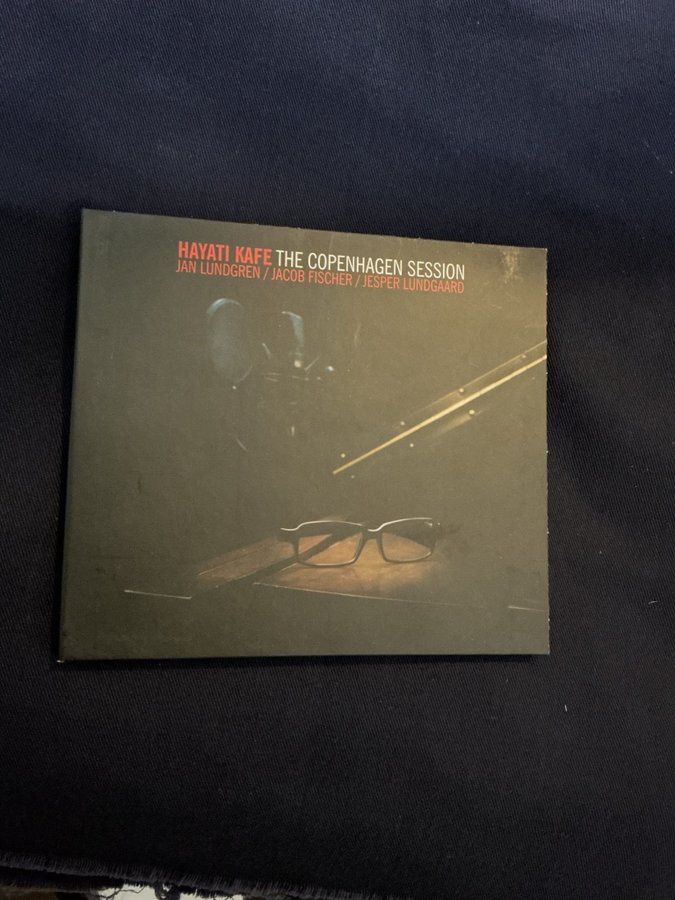 HAYATI KAFE THE COPENHAGEN SESSION
JAN LUNDGREN / JACOB FISCHER / JESPER LUNDGAARD